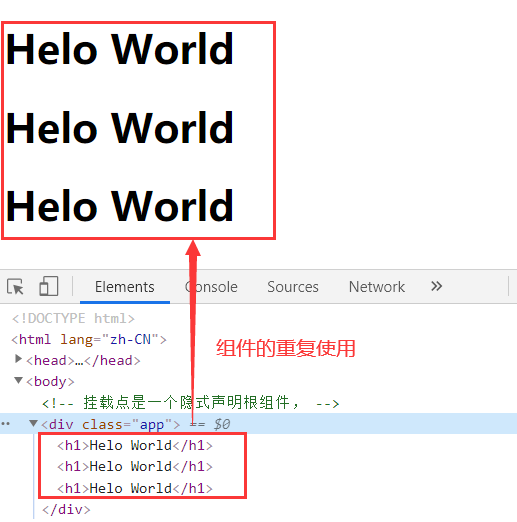 Helo World
Helo World
Helo World
Elements Console Sources Network »
<!DOCTYPE html>
<html lang="zh-CN">
组件的重复使用
▶<head>…</head>
▼<body>
<!-- 挂载点是一个隐式声明根组件， -->
▼<div class="app"> == $0
<h1>Helo World</h1>
<h1>Helo World</h1>
<h1>Helo World</h1>
</div>